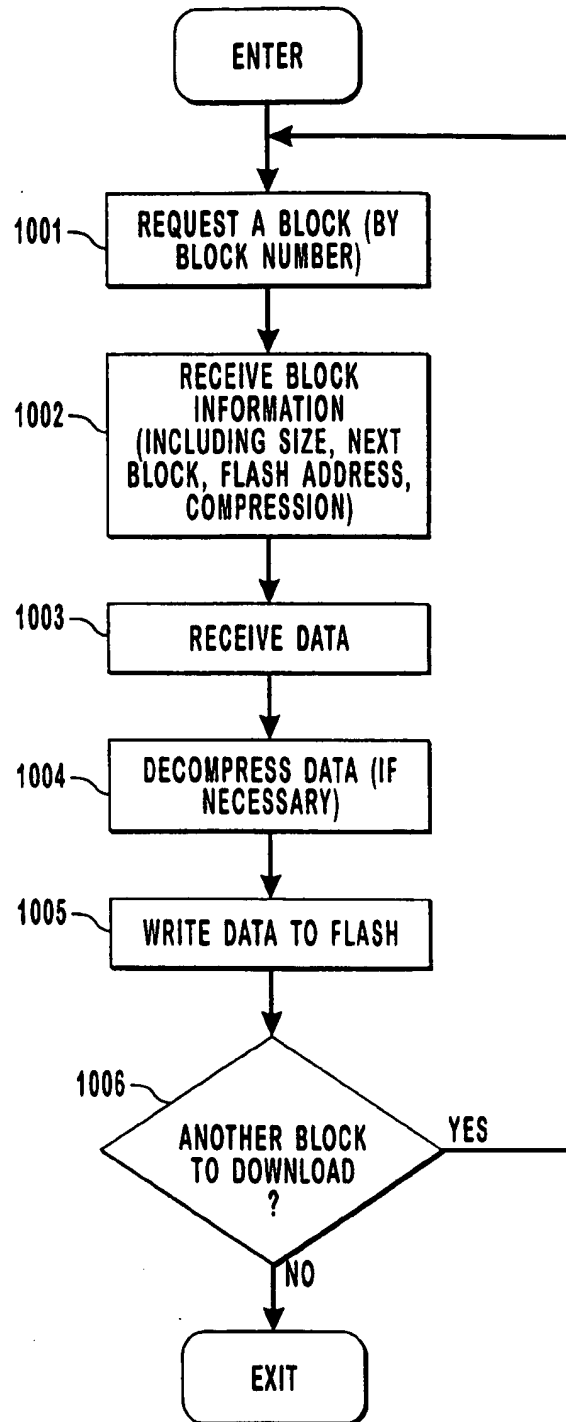 ENTER
1001
REQUEST A BLOCK (BY
BLOCK NUMBER)
1002
RECEIVE BLOCK
INFORMATION
(INCLUDING SIZE, NEXT
BLOCK, FLASH ADDRESS,
COMPRESSION)
1003
RECEIVE DATA
1004
DECOMPRESS DATA (IF
NECESSARY)
1005
WRITE DATA TO FLASH
1006
ANOTHER BLOCK
TO DOWNLOAD
?
YES
NO
EXIT